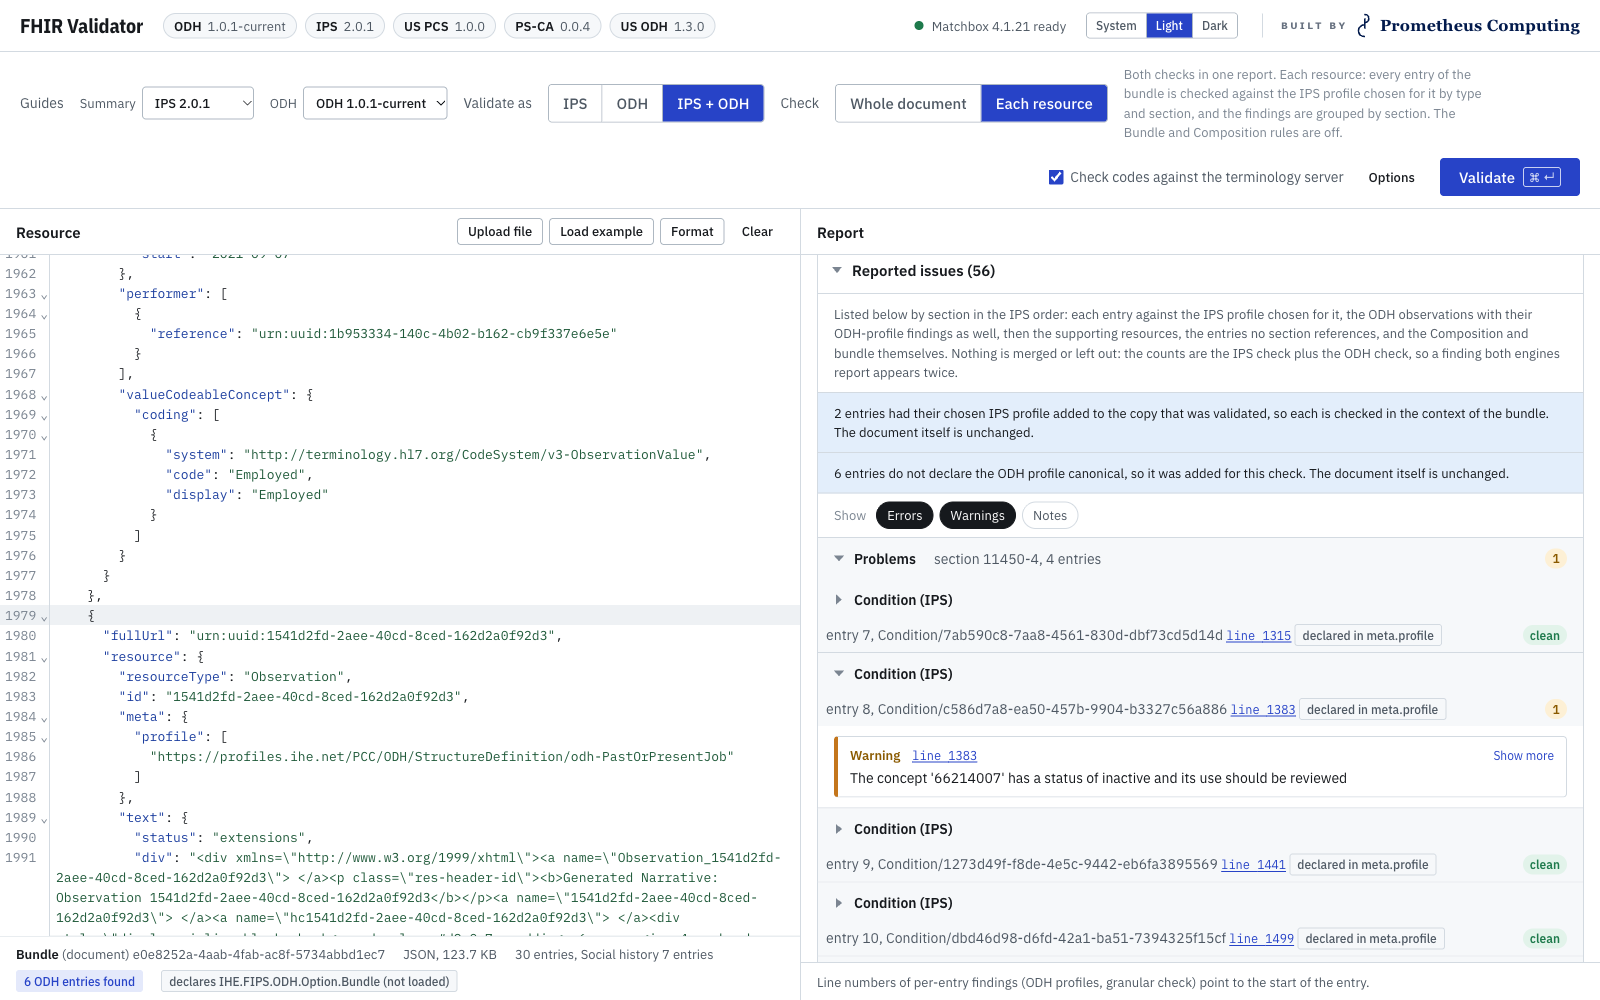 FHIR Validator ODH 1.0.1-current IPS 2.0.1 US PCS 1.0.0 PS-CA 0.0.4 US ODH 1.3.0 Matchbox 4.1.21 ready System Light Dark BUILT BY Prometheus Computing
Guides Summary IPS 2.0.1 ODH ODH 1.0.1-current Validate as IPS ODH IPS + ODH Check Whole document Each resource
Both checks in one report. Each resource: every entry of the
bundle is checked against the IPS profile chosen for it by type
and section, and the findings are grouped by section. The
Bundle and Composition rules are off.
Check codes against the terminology server Options Validate ⌘ ↵
Resource Upload file Load example Format Clear
1962 },
1963 "performer": [
1964 {
1965 "reference": "urn:uuid:1b953334-140c-4b02-b162-cb9f337e6e5e"
1966 }
1967 ],
1968 "valueCodeableConcept": {
1969 "coding": [
1970 {
1971 "system": "http://terminology.hl7.org/CodeSystem/v3-ObservationValue",
1972 "code": "Employed",
1973 "display": "Employed"
1974 }
1975 ]
1976 }
1977 }
1978 },
1979 {
1980 "fullUrl": "urn:uuid:1541d2fd-2aee-40cd-8ced-162d2a0f92d3",
1981 "resource": {
1982 "resourceType": "Observation",
1983 "id": "1541d2fd-2aee-40cd-8ced-162d2a0f92d3",
1984 "meta": {
1985 "profile": [
1986 "https://profiles.ihe.net/PCC/ODH/StructureDefinition/odh-PastOrPresentJob"
1987 ]
1988 },
1989 "text": {
1990 "status": "extensions",
1991 "div": "<div xmlns=\"http://www.w3.org/1999/xhtml\"><a name=\"Observation_1541d2fd-
2aee-40cd-8ced-162d2a0f92d3\"> </a><p class=\"res-header-id\"><b>Generated Narrative:
Observation 1541d2fd-2aee-40cd-8ced-162d2a0f92d3</b></p><a name=\"1541d2fd-2aee-40cd-8ced-
162d2a0f92d3\"> </a><a name=\"hc1541d2fd-2aee-40cd-8ced-162d2a0f92d3\"> </a><div
Bundle (document) e0e8252a-4aab-4fab-ac8f-5734abbd1ec7 JSON, 123.7 KB 30 entries, Social history 7 entries
6 ODH entries found declares IHE.FIPS.ODH.Option.Bundle (not loaded)
Report
Reported issues (56)
Listed below by section in the IPS order: each entry against the IPS profile chosen for it, the ODH observations with their
ODH-profile findings as well, then the supporting resources, the entries no section references, and the Composition and
bundle themselves. Nothing is merged or left out: the counts are the IPS check plus the ODH check, so a finding both engines
report appears twice.
2 entries had their chosen IPS profile added to the copy that was validated, so each is checked in the context of the bundle.
The document itself is unchanged.
6 entries do not declare the ODH profile canonical, so it was added for this check. The document itself is unchanged.
Show Errors Warnings Notes
Problems section 11450-4, 4 entries 1
Condition (IPS)
entry 7, Condition/7ab590c8-7aa8-4561-830d-dbf73cd5d14d line 1315 declared in meta.profile clean
Condition (IPS)
entry 8, Condition/c586d7a8-ea50-457b-9904-b3327c56a886 line 1383 declared in meta.profile 1
Warning line 1383 Show more
The concept '66214007' has a status of inactive and its use should be reviewed
Condition (IPS)
entry 9, Condition/1273d49f-f8de-4e5c-9442-eb6fa3895569 line 1441 declared in meta.profile clean
Condition (IPS)
entry 10, Condition/dbd46d98-d6fd-42a1-ba51-7394325f15cf line 1499 declared in meta.profile clean
Line numbers of per-entry findings (ODH profiles, granular check) point to the start of the entry.